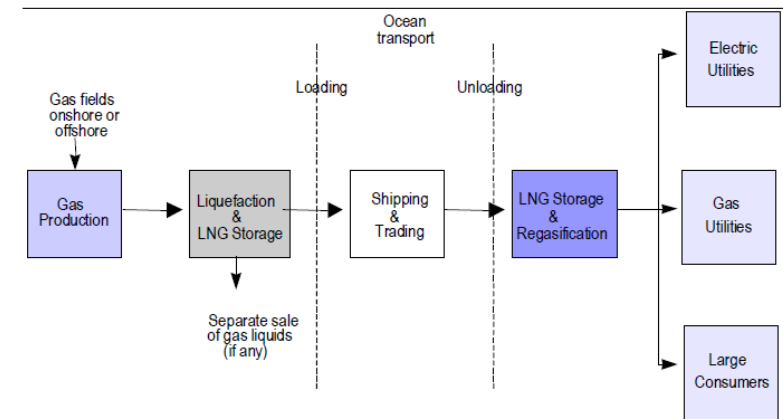 Ocean
transport
Loading
Unloading
Gas fields
onshore or
offshore
Gas
Production
Liquefaction
&
LNG Storage
Separate sale
of gas liquids
(if any)
Shipping
&
Trading
LNG Storage
&
Regasification
Electric
Utilities
Gas
Utilities
Large
Consumers